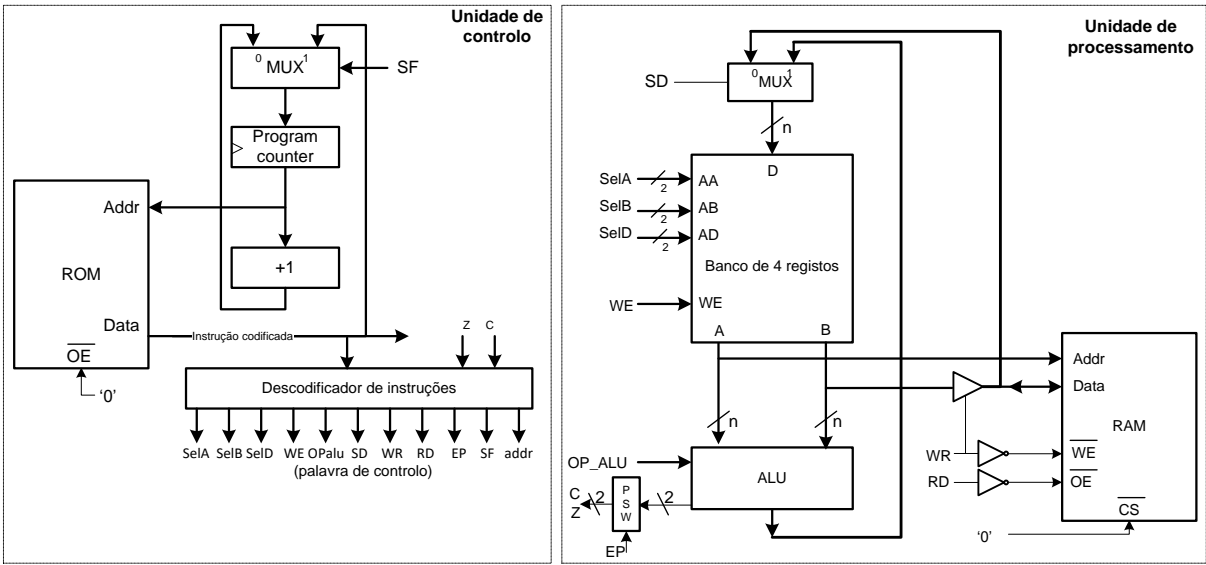 Unidade de
controlo
0 MUX 1
SF
Program
counter
Addr
ROM
+1
Data
Instrução codificada
Z C
OE
'0'
Descodificador de instruções
SelA SelB SelD WE OPalu SD WR RD EP SF addr
(palavra de controlo)
Unidade de
processamento
0 MUX 1
SD
n
D
SelA 2 AA
SelB 2 AB
SelD 2 AD
Banco de 4 registos
WE WE
A B
Addr
Data
n n
RAM
OP_ALU
ALU
WR WE
RD OE
C
Z
2
P
S
W
2
EP
CS
'0'